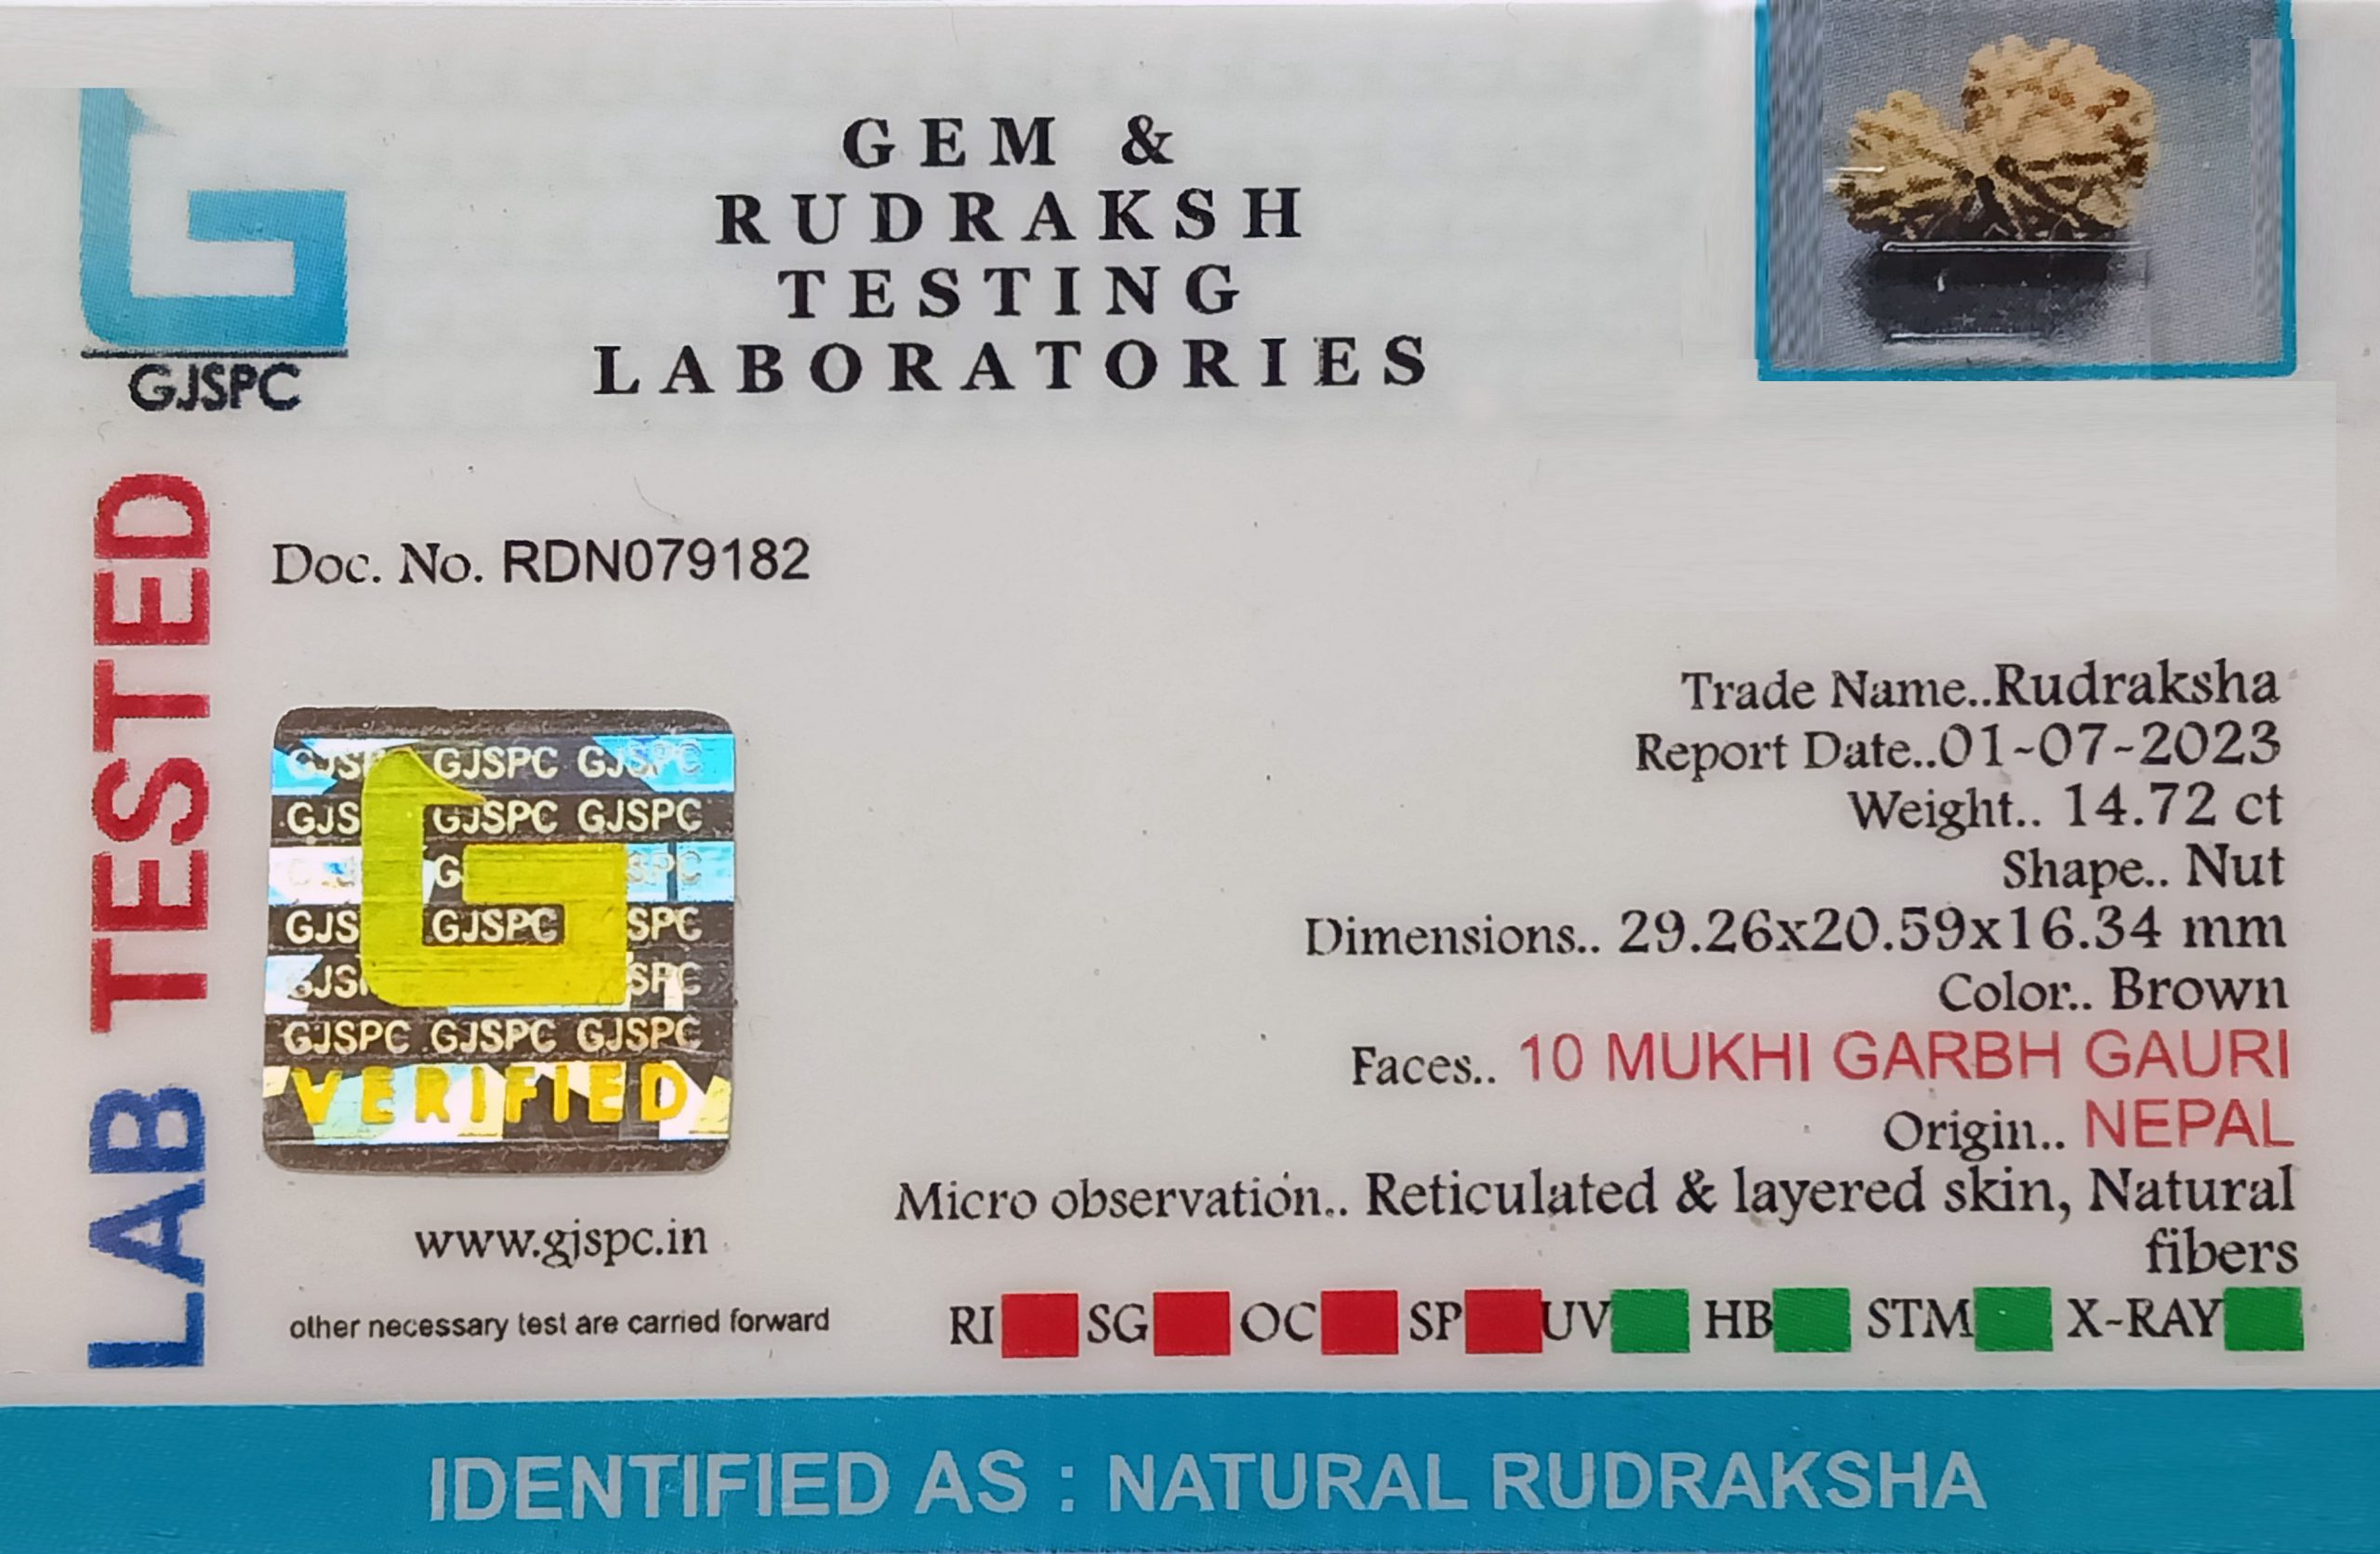 GEM &
RUDRAKSH
TESTING
LABORATORIES
GJSPC
LAB TESTED
Doc. No. RDN079182
GJSPC GJSPC
GJS GJSPC GJSPC
G SPC
GJS GJSPC SPC
GJSPC GJSPC GJSPC
VERIFIED
www.gjspc.in
other necessary test are carried forward
Trade Name..Rudraksha
Report Date..01-07-2023
Weight.. 14.72 ct
Shape.. Nut
Dimensions.. 29.26x20.59x16.34 mm
Color.. Brown
Faces.. 10 MUKHI GARBH GAURI
Origin.. NEPAL
Micro observation.. Reticulated & layered skin, Natural
fibers
RI SG OC SP UV HB STM X-RAY
IDENTIFIED AS : NATURAL RUDRAKSHA